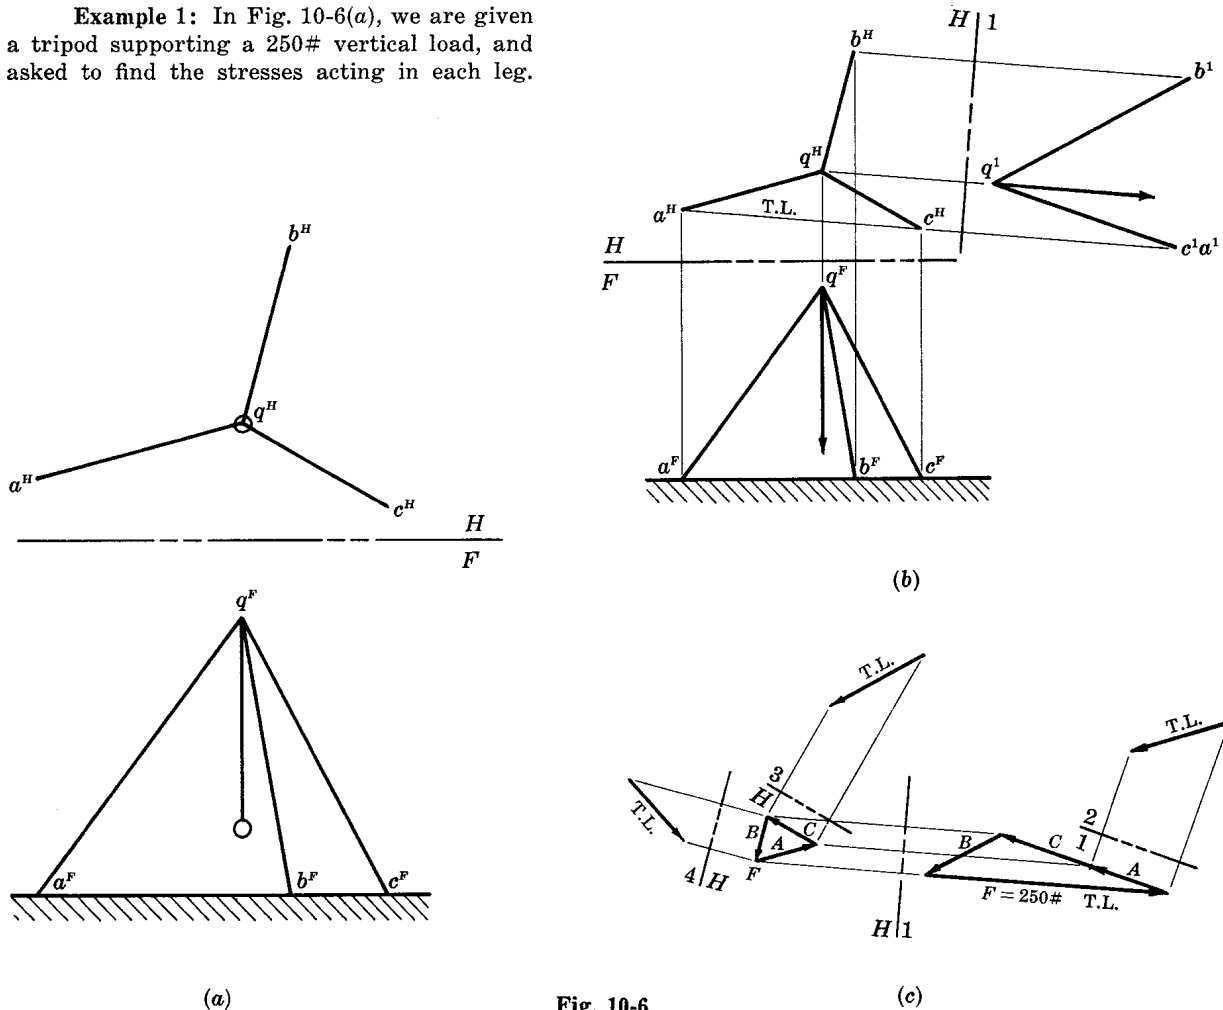 Example 1: In Fig. 10-6(a), we are given
a tripod supporting a 250# vertical load, and
asked to find the stresses acting in each leg.
b^H
q^H
a^H
c^H
H
F
q^F
a^F
b^F
c^F
(a)
H 1
b^H
b^1
q^H
q^1
a^H
T.L.
c^H
c^1a^1
H
F
q^F
a^F
b^F
c^F
(b)
T.L.
T.L.
T.L.
3
H
B
C
A
F
4 H
2
1
B
C
A
F = 250#
T.L.
H 1
(c)
Fig. 10-6